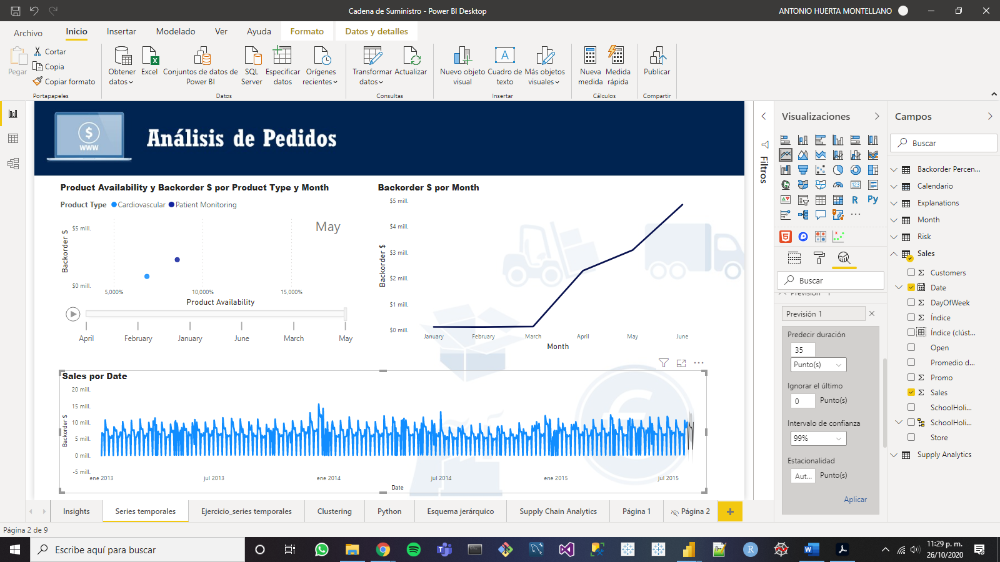 Cadena de Suministro - Power BI Desktop
ANTONIO HUERTA MONTELLANO
Archivo
Inicio
Insertar
Modelado
Ver
Ayuda
Formato
Datos y detalles
Pegar
Cortar
Copia
Copiar formato
Portapapeles
Obtener
datos
Excel
Conjuntos de datos de
Power BI
SQL
Server
Especificar
datos
Orígenes
recientes
Datos
Transformar
datos
Actualizar
Consultas
Nuevo objeto
visual
Cuadro de
texto
Más objetos
visuales
Insertar
Nueva
medida
Medida
rápida
Cálculos
Publicar
Compartir
WWW
Análisis de Pedidos
Product Availability y Backorder $ por Product Type y Month
Product Type
Cardiovascular
Patient Monitoring
May
Backorder $
$5 mill.
$0 mill.
5,000%
10,000%
15,000%
Product Availability
April
February
January
June
March
May
Backorder $ por Month
Backorder $
$5 mill.
$4 mill.
$3 mill.
$2 mill.
$1 mill.
$0 mill.
January
February
March
April
May
June
Month
Sales por Date
Backorder $
20 mill.
15 mill.
10 mill.
5 mill.
0 mill.
-5 mill.
ene 2013
jul 2013
ene 2014
jul 2014
ene 2015
jul 2015
Date
Filtros
Visualizaciones
R
Py
Buscar
Previsión 1
Previsión 1
Predecir duración
35
Punto(s)
Ignorar el último
0
Punto(s)
Intervalo de confianza
99%
Estacionalidad
Aut...
Punto(s)
Aplicar
Campos
Buscar
Backorder Percen...
Calendario
Explanations
Month
Risk
Sales
Customers
Date
DayOfWeek
Índice
Índice (clúst...
Open
Promedio d...
Promo
Sales
SchoolHoli...
SchoolHoli...
Store
Supply Analytics
Insights
Series temporales
Ejercicio_series temporales
Clustering
Python
Esquema jerárquico
Supply Chain Analytics
Página 1
Página 2
Página 2 de 9
Escribe aquí para buscar
11:29 p. m.
26/10/2020